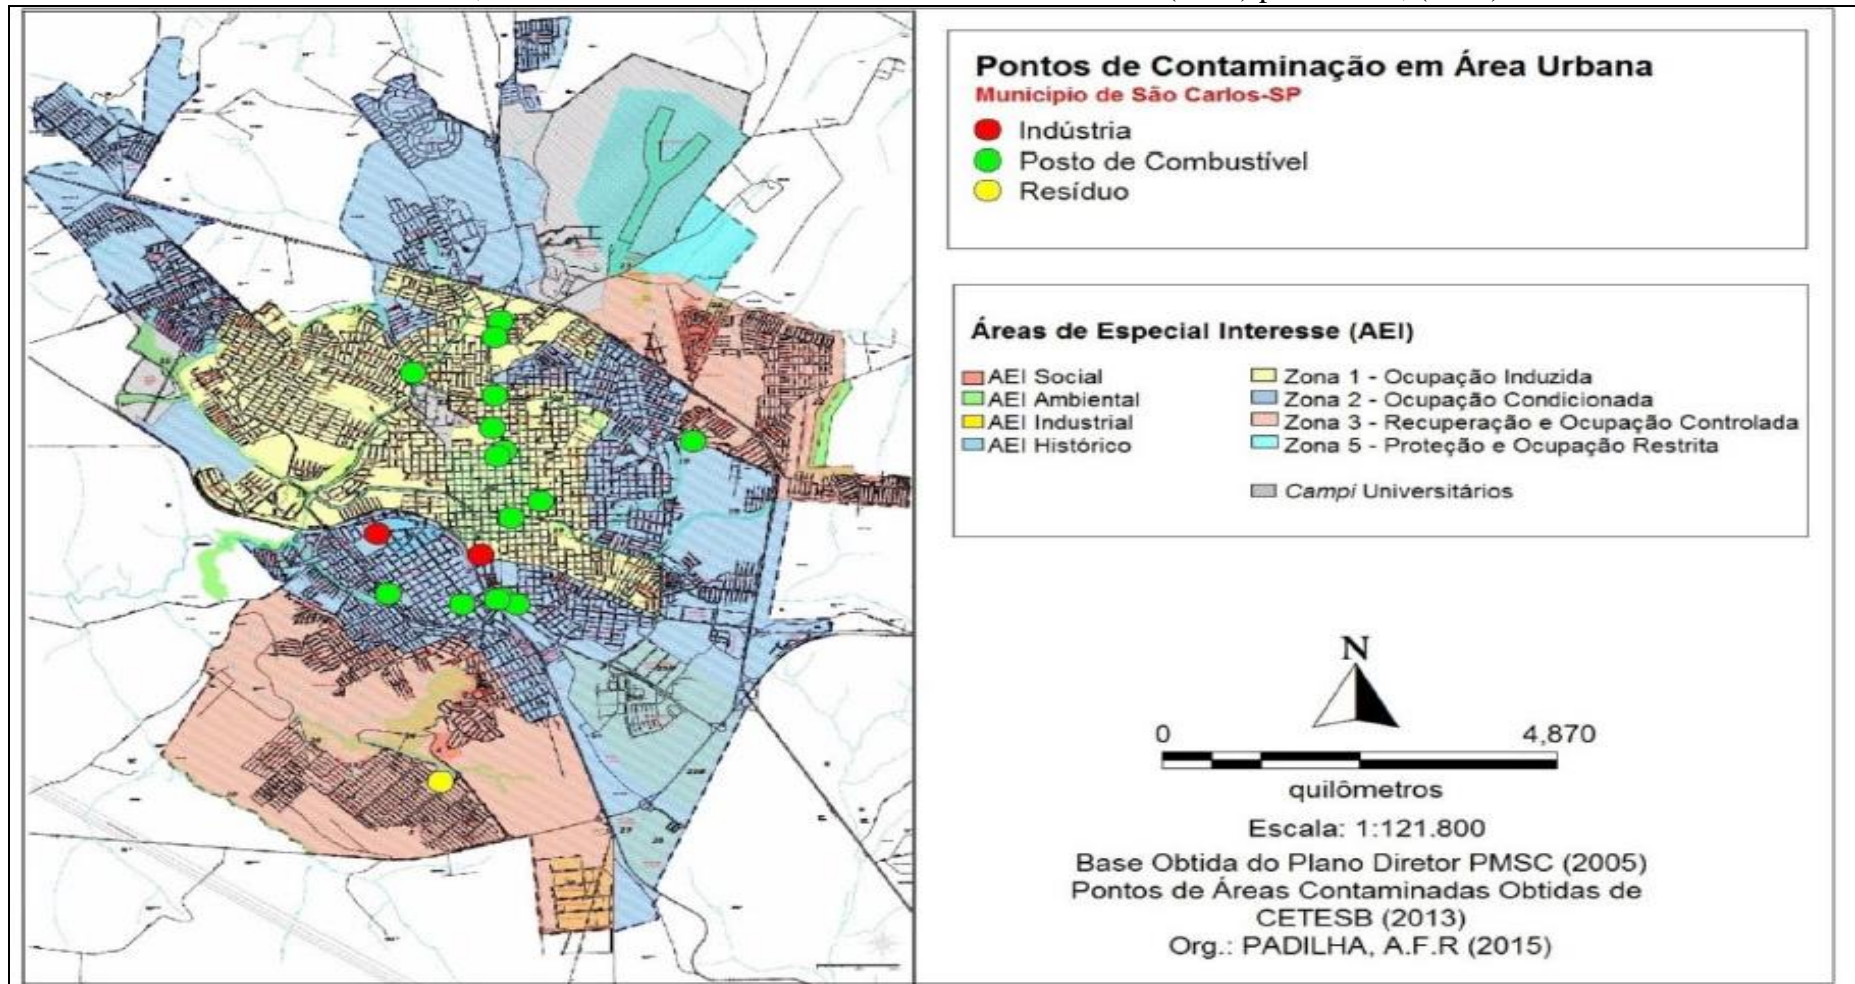 Pontos de Contaminação em Área Urbana
Municipio de São Carlos-SP
Indústria
Posto de Combustível
Resíduo
Áreas de Especial Interesse (AEI)
AEI Social
AEI Ambiental
AEI Industrial
AEI Histórico
Zona 1 - Ocupação Induzida
Zona 2 - Ocupação Condicionada
Zona 3 - Recuperação e Ocupação Controlada
Zona 5 - Proteção e Ocupação Restrita
Campi Universitários
N
0 4,870
quilômetros
Escala: 1:121.800
Base Obtida do Plano Diretor PMSC (2005)
Pontos de Áreas Contaminadas Obtidas de
CETESB (2013)
Org.: PADILHA, A.F.R (2015)